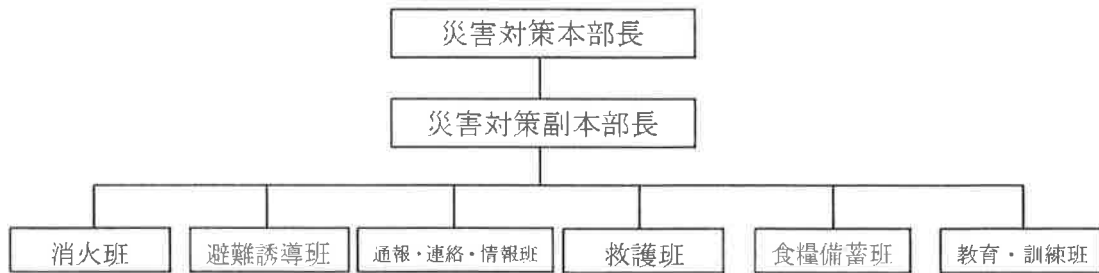 災害対策本部長
災害対策副本部長
消火班
避難誘導班
通報・連絡・情報班
救護班
食糧備蓄班
教育・訓練班